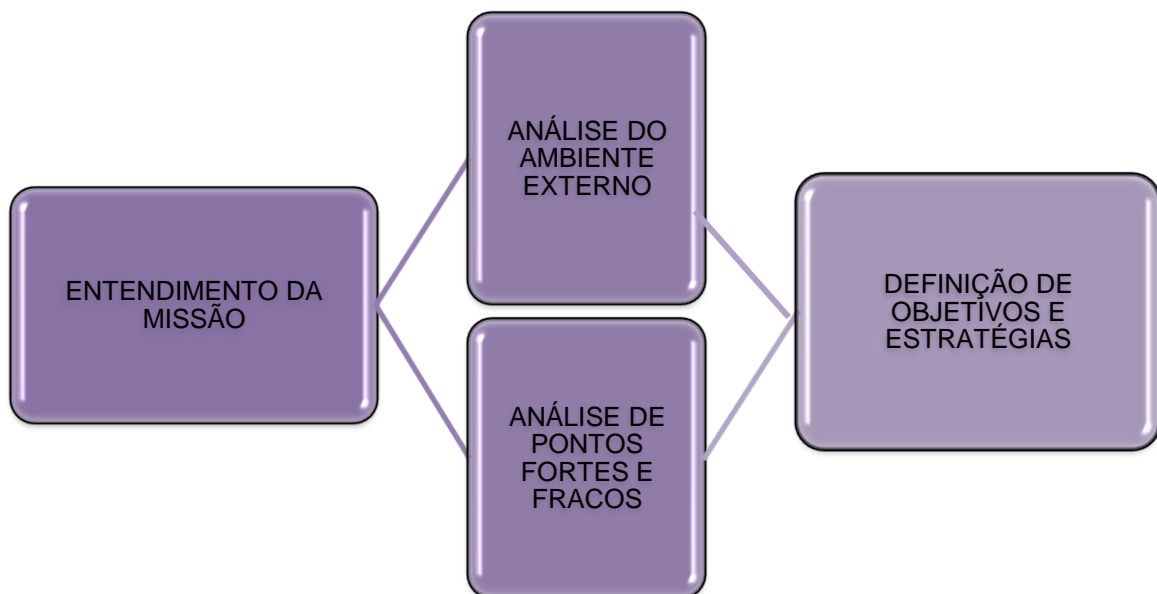 ENTENDIMENTO DA
MISSÃO
ANÁLISE DO
AMBIENTE
EXTERNO
ANÁLISE DE
PONTOS
FORTES E
FRACOS
DEFINIÇÃO DE
OBJETIVOS E
ESTRATÉGIAS